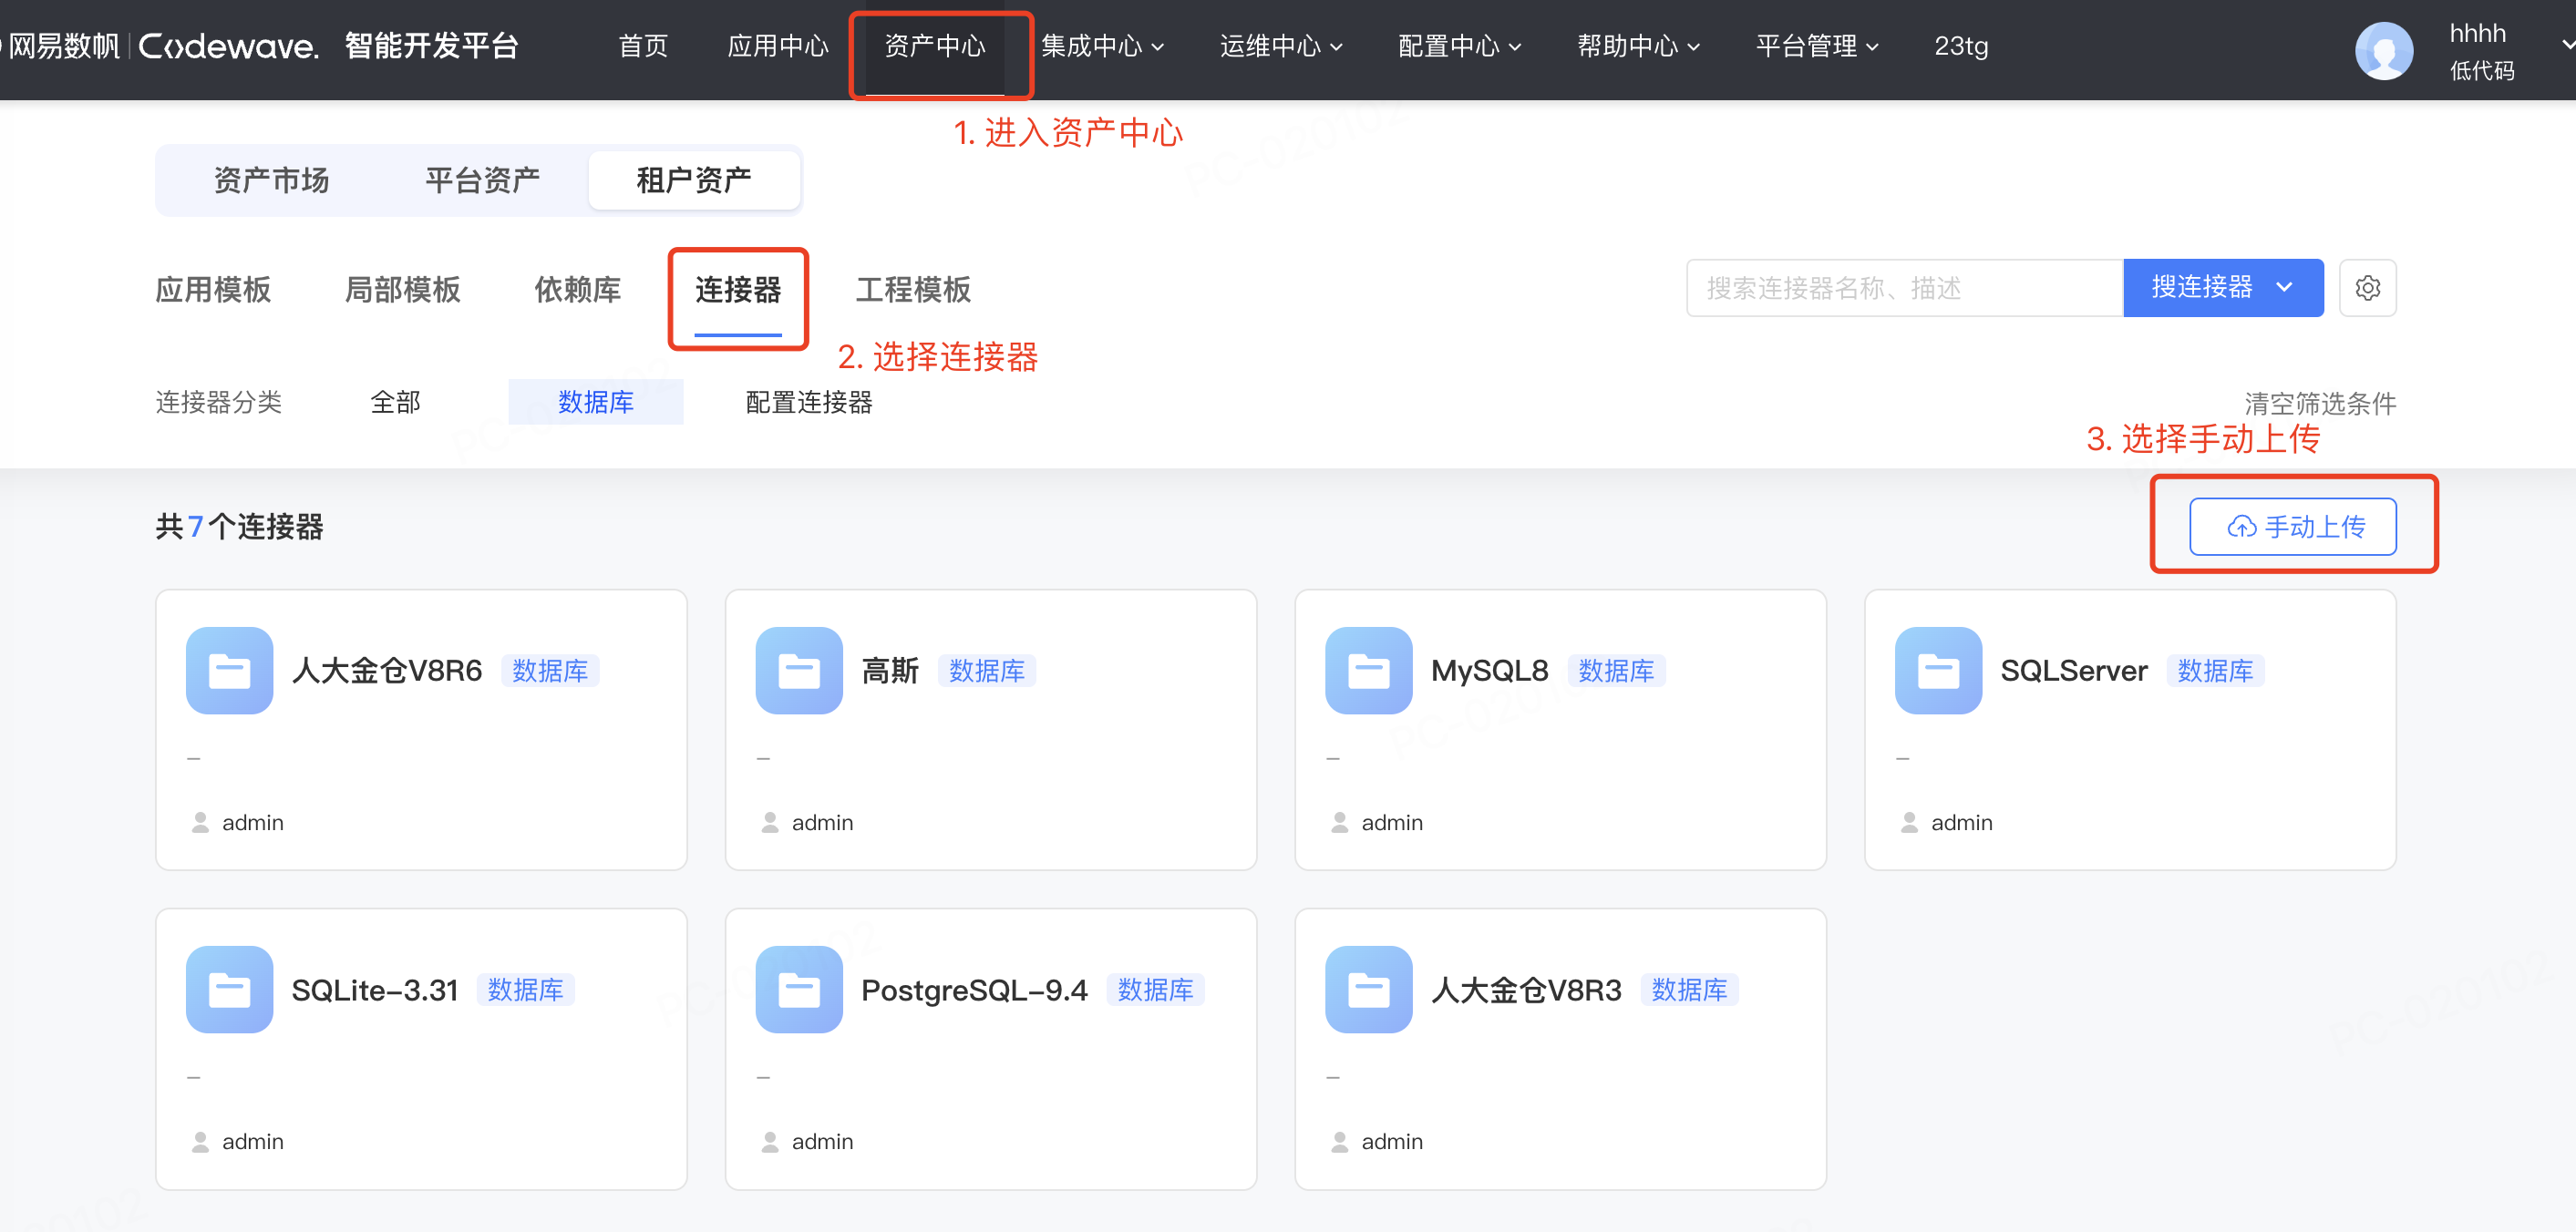 网易数帆 | Codewave. 智能开发平台 首页 应用中心 资产中心 集成中心 运维中心 配置中心 帮助中心 平台管理 23tg hhhh
低代码
1. 进入资产中心
资产市场 平台资产 租户资产
应用模板 局部模板 依赖库 连接器 工程模板 搜索连接器名称、描述 搜连接器
2. 选择连接器
连接器分类 全部 数据库 配置连接器 清空筛选条件
3. 选择手动上传
共7个连接器 手动上传
人大金仓V8R6 数据库 高斯 数据库 MySQL8 数据库 SQLServer 数据库
– – – –
admin admin admin admin
SQLite-3.31 数据库 PostgreSQL-9.4 数据库 人大金仓V8R3 数据库
– – –
admin admin admin
PC-020102